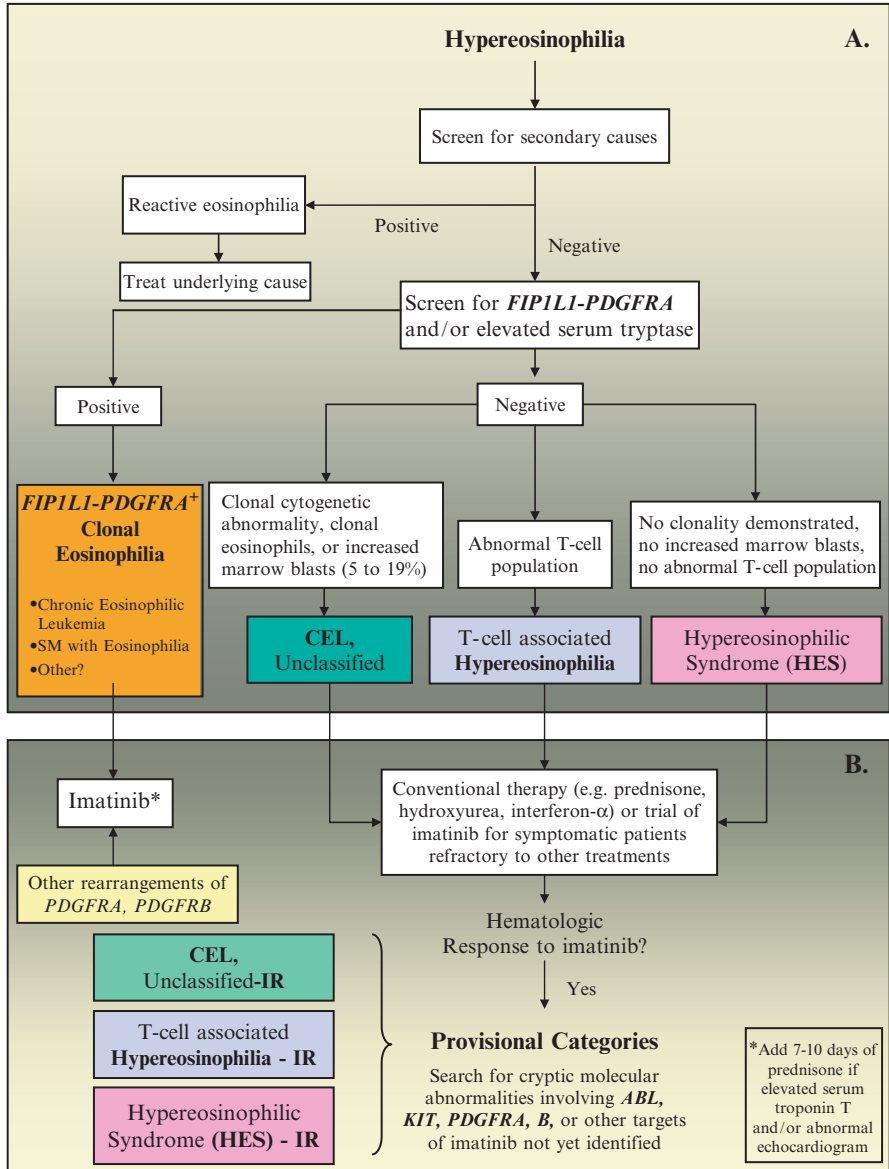 Hypereosinophilia
A.
Screen for secondary causes
Reactive eosinophilia
Positive
Negative
Treat underlying cause
Screen for FIP1L1-PDGFRA
and/or elevated serum tryptase
Positive
Negative
FIP1L1-PDGFRA+
Clonal
Eosinophilia
•Chronic Eosinophilic
Leukemia
•SM with Eosinophilia
•Other?
Clonal cytogenetic
abnormality, clonal
eosinophils, or increased
marrow blasts (5 to 19%)
Abnormal T-cell
population
No clonality demonstrated,
no increased marrow blasts,
no abnormal T-cell population
CEL,
Unclassified
T-cell associated
Hypereosinophilia
Hypereosinophilic
Syndrome (HES)
B.
Imatinib*
Conventional therapy (e.g. prednisone,
hydroxyurea, interferon-α) or trial of
imatinib for symptomatic patients
refractory to other treatments
Other rearrangements of
PDGFRA, PDGFRB
Hematologic
Response to imatinib?
Yes
CEL,
Unclassified-IR
T-cell associated
Hypereosinophilia - IR
Hypereosinophilic
Syndrome (HES) - IR
Provisional Categories
Search for cryptic molecular
abnormalities involving ABL,
KIT, PDGFRA, B, or other targets
of imatinib not yet identified
*Add 7-10 days of
prednisone if
elevated serum
troponin T
and/or abnormal
echocardiogram